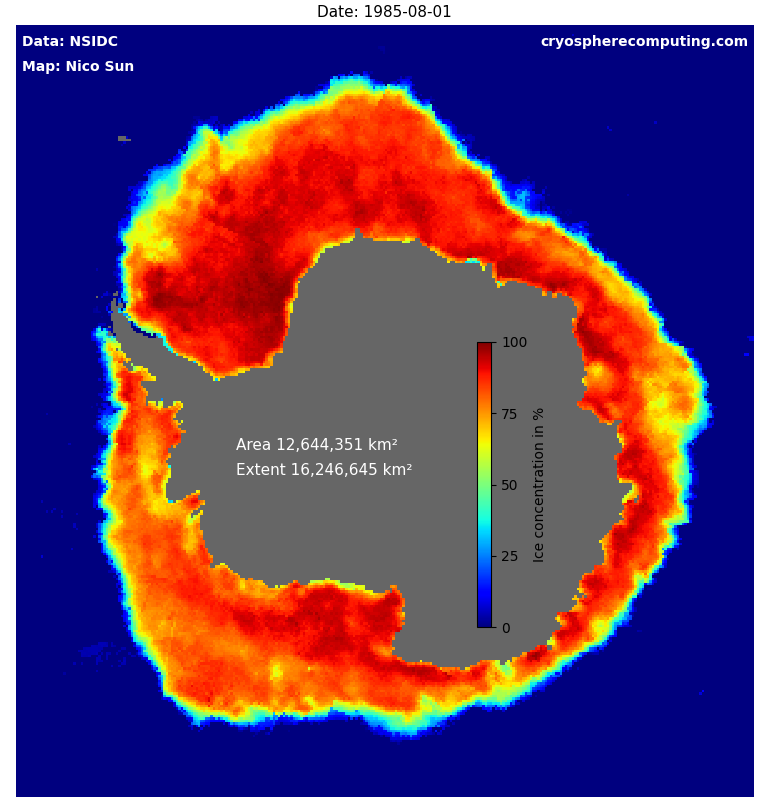 Date: 1985-08-01
Data: NSIDC
cryospherecomputing.com
Map: Nico Sun
100
75
50
25
0
Ice concentration in %
Area 12,644,351 km²
Extent 16,246,645 km²